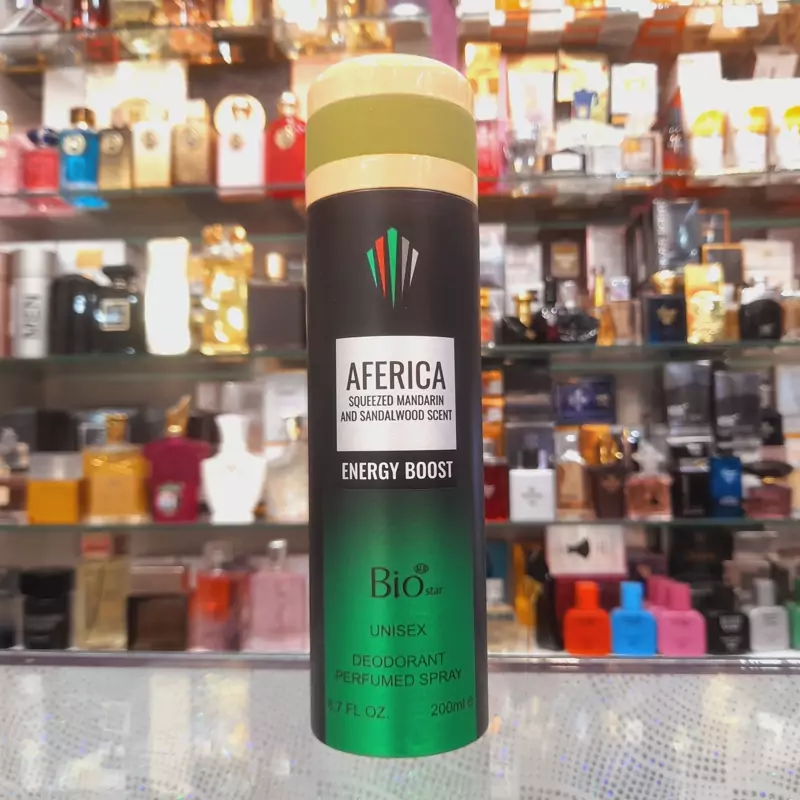 AFERICA
SQUEEZED MANDARIN
AND SANDALWOOD SCENT
ENERGY BOOST
Bio star
UNISEX
DEODORANT
PERFUMED SPRAY
6.7 FL OZ. 200ml e
MEN